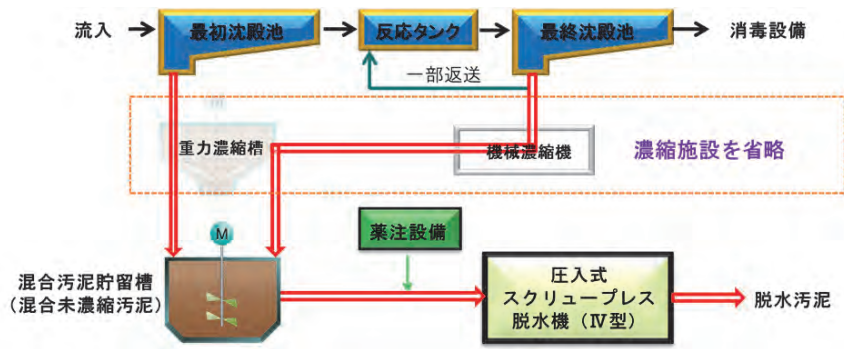 流入
最初沈殿池
反応タンク
最終沈殿池
消毒設備
一部返送
重力濃縮槽
機械濃縮機
濃縮施設を省略
M
薬注設備
混合汚泥貯留槽
(混合未濃縮汚泥)
圧入式
スクリュープレス
脱水機(Ⅳ型)
脱水汚泥